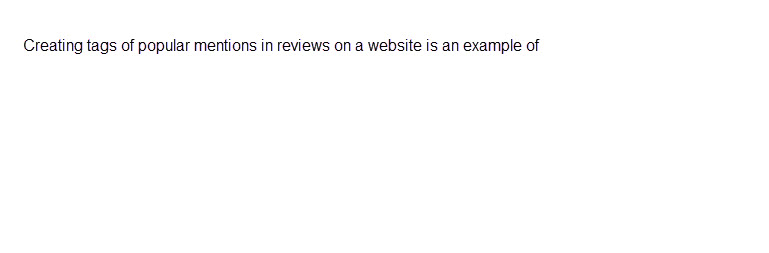 Creating tags of popular mentions in reviews on a website is an example of